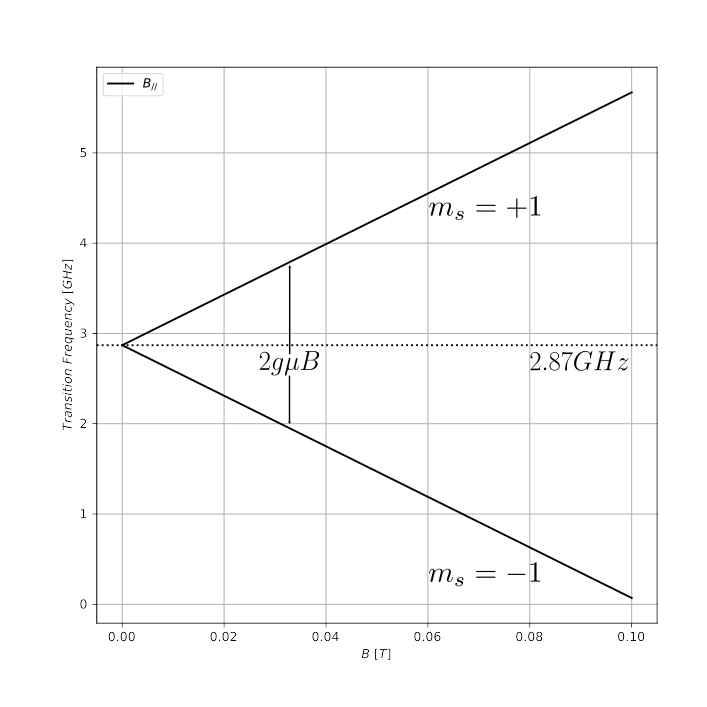 B//
5
4
3
2
1
0
Transition Frequency [GHz]
m_s = +1
2gμB
2.87GHz
m_s = −1
0.00 0.02 0.04 0.06 0.08 0.10
B [T]